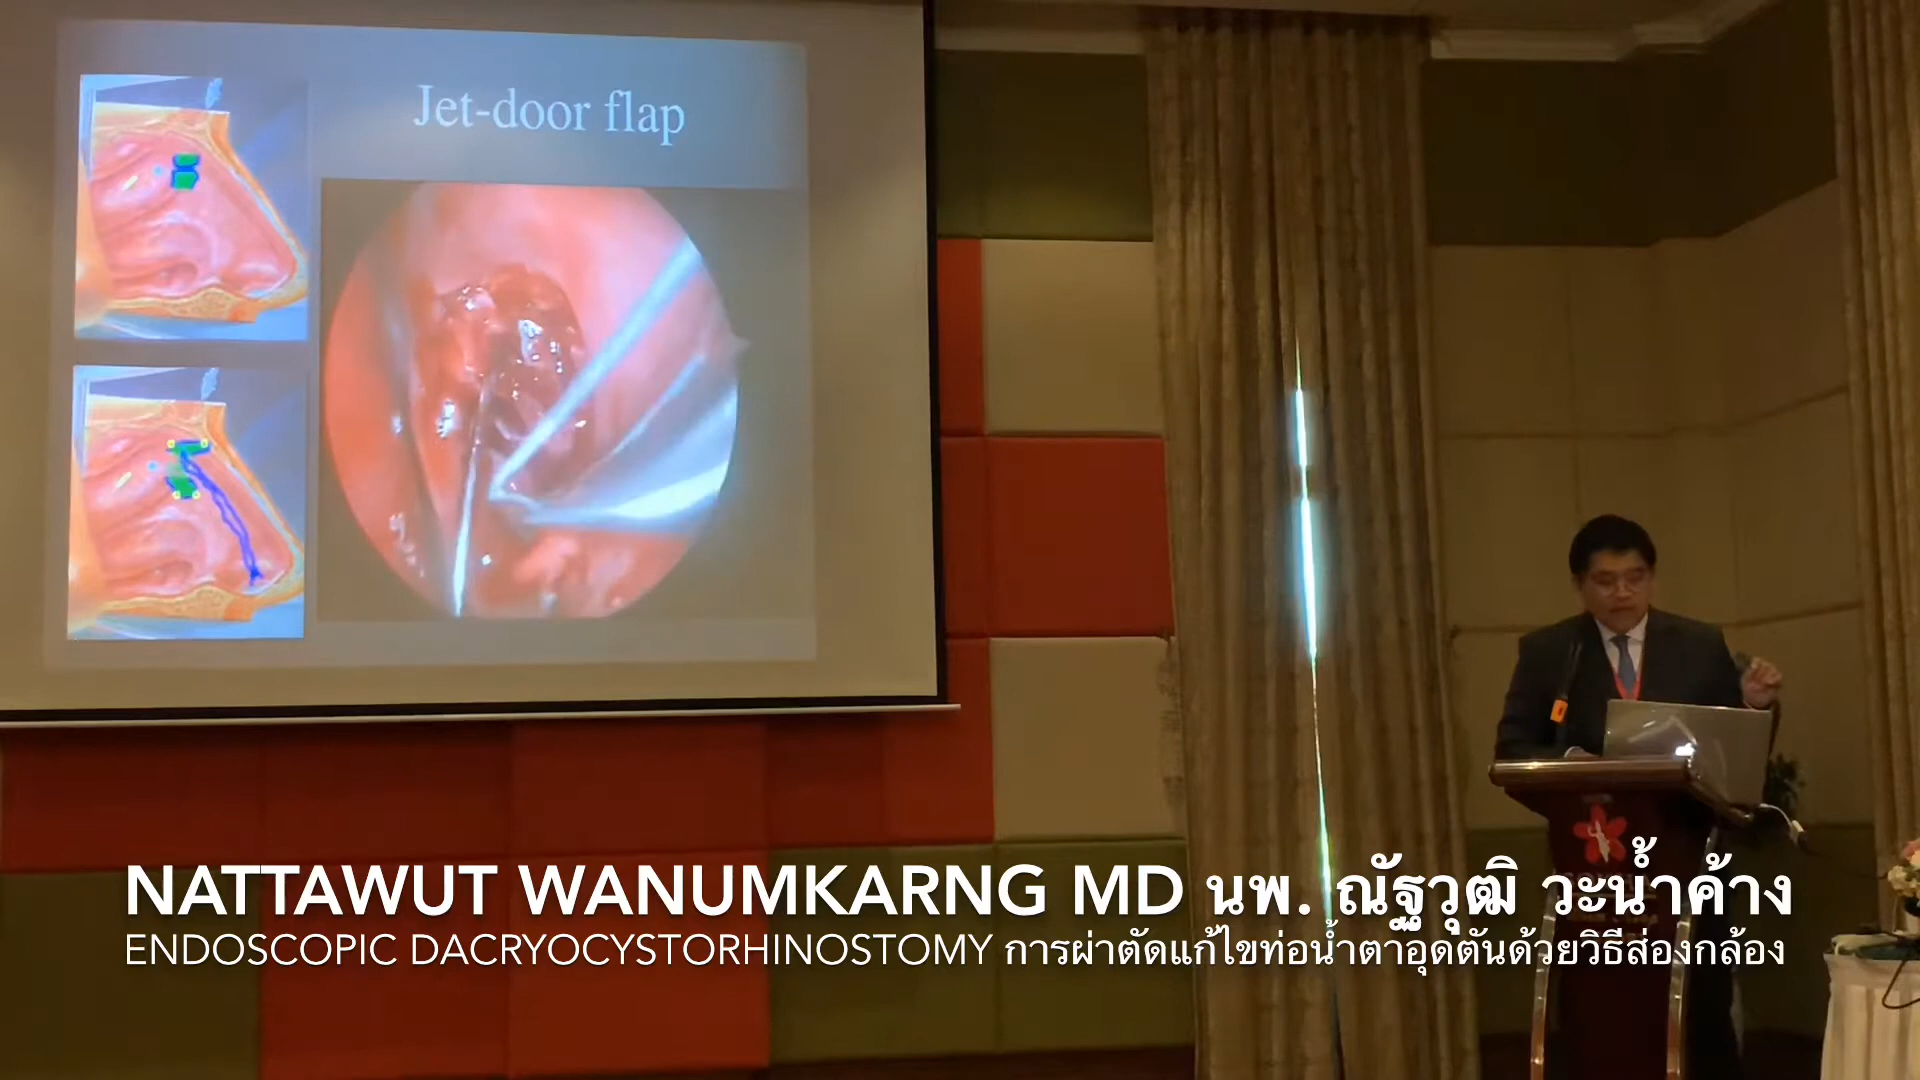 Jet-door flap
NATTAWUT WANUMKARNG MD นพ. ณัฐวุฒิ วะน้ำค้าง
ENDOSCOPIC DACRYOCYSTORHINOSTOMY การผ่าตัดแก้ไขท่อน้ำตาอุดตันด้วยวิธีส่องกล้อง